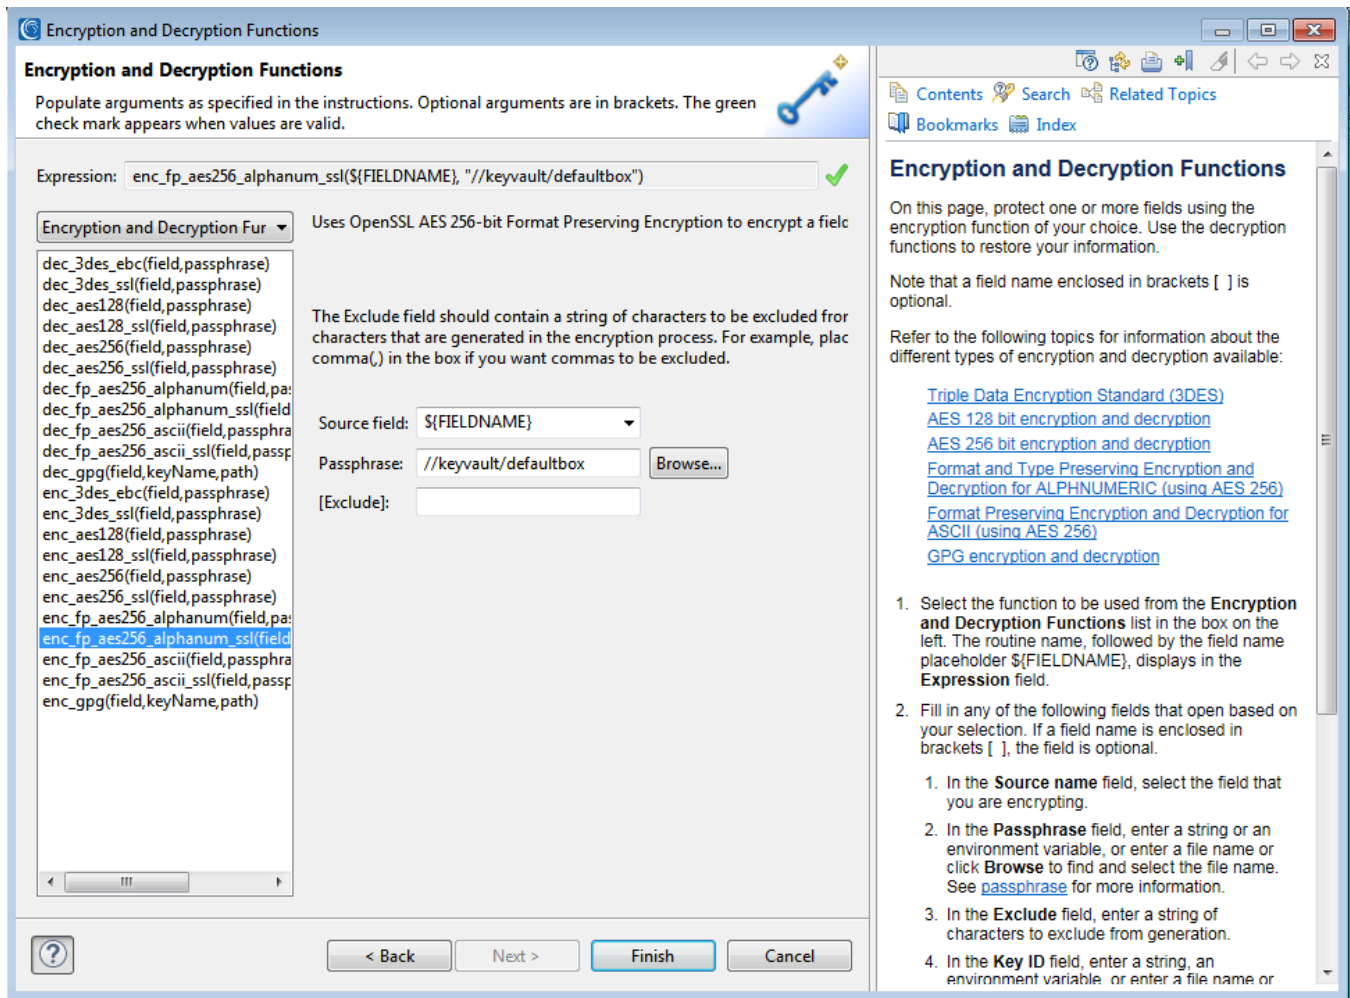 Encryption and Decryption Functions
Encryption and Decryption Functions
Populate arguments as specified in the instructions. Optional arguments are in brackets. The green
check mark appears when values are valid.
Expression: enc_fp_aes256_alphanum_ssl(${FIELDNAME}, "//keyvault/defaultbox")
Encryption and Decryption Fur
dec_3des_ebc(field,passphrase)
dec_3des_ssl(field,passphrase)
dec_aes128(field,passphrase)
dec_aes128_ssl(field,passphrase)
dec_aes256(field,passphrase)
dec_aes256_ssl(field,passphrase)
dec_fp_aes256_alphanum(field,pa
dec_fp_aes256_alphanum_ssl(field
dec_fp_aes256_ascii(field,passphra
dec_fp_aes256_ascii_ssl(field,passp
dec_gpg(field,keyName,path)
enc_3des_ebc(field,passphrase)
enc_3des_ssl(field,passphrase)
enc_aes128(field,passphrase)
enc_aes128_ssl(field,passphrase)
enc_aes256(field,passphrase)
enc_aes256_ssl(field,passphrase)
enc_fp_aes256_alphanum(field,pa
enc_fp_aes256_alphanum_ssl(field
enc_fp_aes256_ascii(field,passphra
enc_fp_aes256_ascii_ssl(field,passp
enc_gpg(field,keyName,path)
Uses OpenSSL AES 256-bit Format Preserving Encryption to encrypt a field
The Exclude field should contain a string of characters to be excluded fror
characters that are generated in the encryption process. For example, plac
comma(,) in the box if you want commas to be excluded.
Source field: ${FIELDNAME}
Passphrase: //keyvault/defaultbox Browse...
[Exclude]:
< Back Next > Finish Cancel
Contents Search Related Topics
Bookmarks Index
Encryption and Decryption Functions
On this page, protect one or more fields using the
encryption function of your choice. Use the decryption
functions to restore your information.
Note that a field name enclosed in brackets [ ] is
optional.
Refer to the following topics for information about the
different types of encryption and decryption available:
Triple Data Encryption Standard (3DES)
AES 128 bit encryption and decryption
AES 256 bit encryption and decryption
Format and Type Preserving Encryption and
Decryption for ALPHNUMERIC (using AES 256)
Format Preserving Encryption and Decryption for
ASCII (using AES 256)
GPG encryption and decryption
1. Select the function to be used from the Encryption
and Decryption Functions list in the box on the
left. The routine name, followed by the field name
placeholder ${FIELDNAME}, displays in the
Expression field.
2. Fill in any of the following fields that open based on
your selection. If a field name is enclosed in
brackets [ ], the field is optional.
1. In the Source name field, select the field that
you are encrypting.
2. In the Passphrase field, enter a string or an
environment variable, or enter a file name or
click Browse to find and select the file name.
See passphrase for more information.
3. In the Exclude field, enter a string of
characters to exclude from generation.
4. In the Key ID field, enter a string, an
environment variable, or enter a file name or